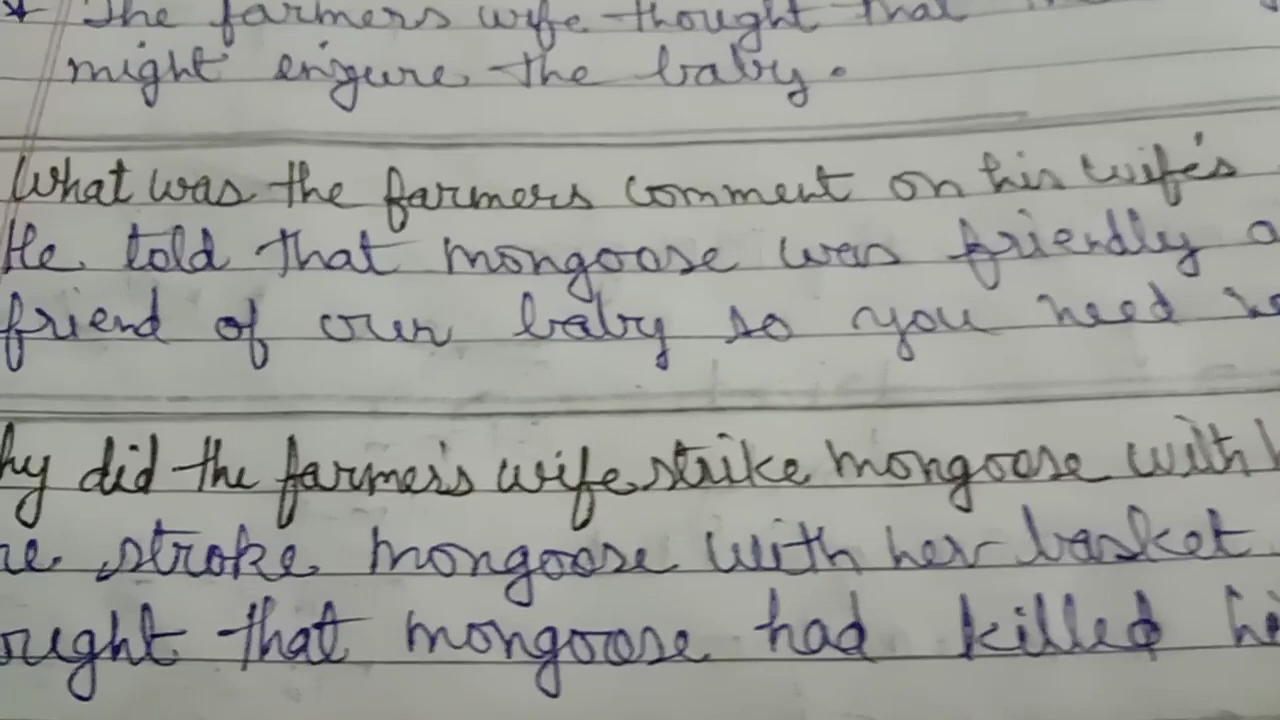 * The farmers wife thought that
might enjure the baby.
What was the farmers comment on his wife's
He told that mongoose was friendly
friend of our baby so you need
hy did the farmer's wife strike mongoose with
re stroke mongoose with her basket
ought that mongoose had killed